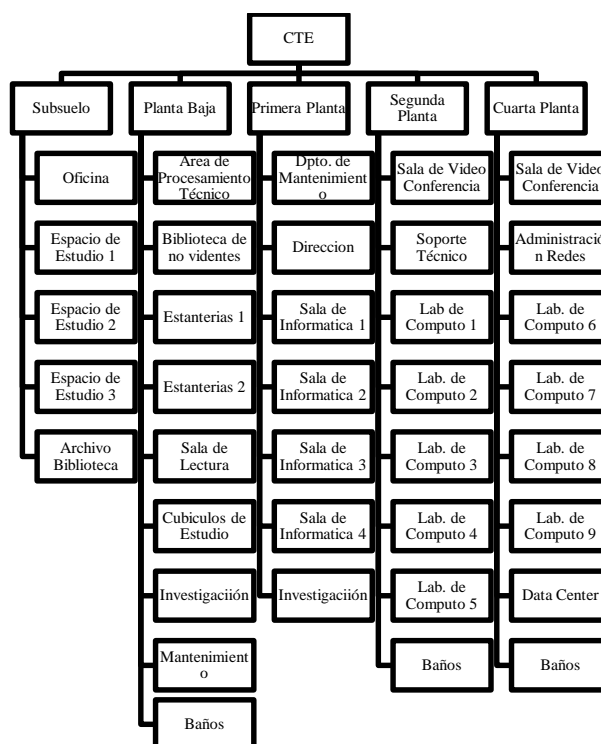 CTE
Subsuelo
Oficina
Espacio de
Estudio 1
Espacio de
Estudio 2
Espacio de
Estudio 3
Archivo
Biblioteca
Planta Baja
Area de
Procesamiento
Técnico
Biblioteca de
no videntes
Estanterias 1
Estanterias 2
Sala de
Lectura
Cubiculos de
Estudio
Investigaciión
Mantenimient
o
Baños
Primera Planta
Dpto. de
Mantenimient
o
Direccion
Sala de
Informatica 1
Sala de
Informatica 2
Sala de
Informatica 3
Sala de
Informatica 4
Investigaciión
Segunda
Planta
Sala de Video
Conferencia
Soporte
Técnico
Lab de
Computo 1
Lab. de
Computo 2
Lab. de
Computo 3
Lab. de
Computo 4
Lab. de
Computo 5
Baños
Cuarta Planta
Sala de Video
Conferencia
Administració
n Redes
Lab. de
Computo 6
Lab. de
Computo 7
Lab. de
Computo 8
Lab. de
Computo 9
Data Center
Baños